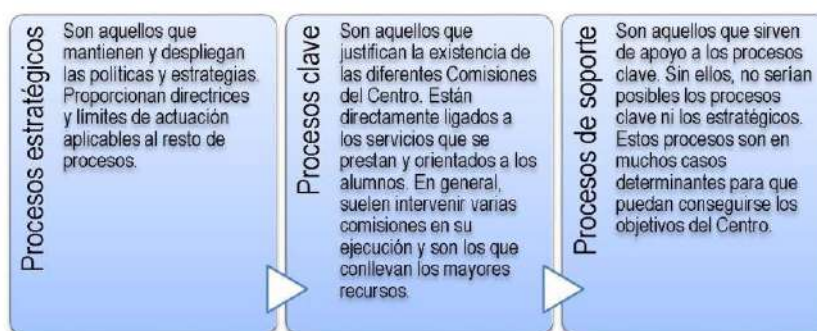 Procesos estratégicos
Son aquellos que
mantienen y despliegan
las políticas y estrategias.
Proporcionan directrices
y límites de actuación
aplicables al resto de
procesos.
Procesos clave
Son aquellos que
justifican la existencia de
las diferentes Comisiones
del Centro. Están
directamente ligados a
los servicios que se
prestan y orientados a los
alumnos. En general,
suelen intervenir varias
comisiones en su
ejecución y son los que
conllevan los mayores
recursos.
Procesos de soporte
Son aquellos que sirven
de apoyo a los procesos
clave. Sin ellos, no serían
posibles los procesos
clave ni los estratégicos.
Estos procesos son en
muchos casos
determinantes para que
puedan conseguirse los
objetivos del Centro.